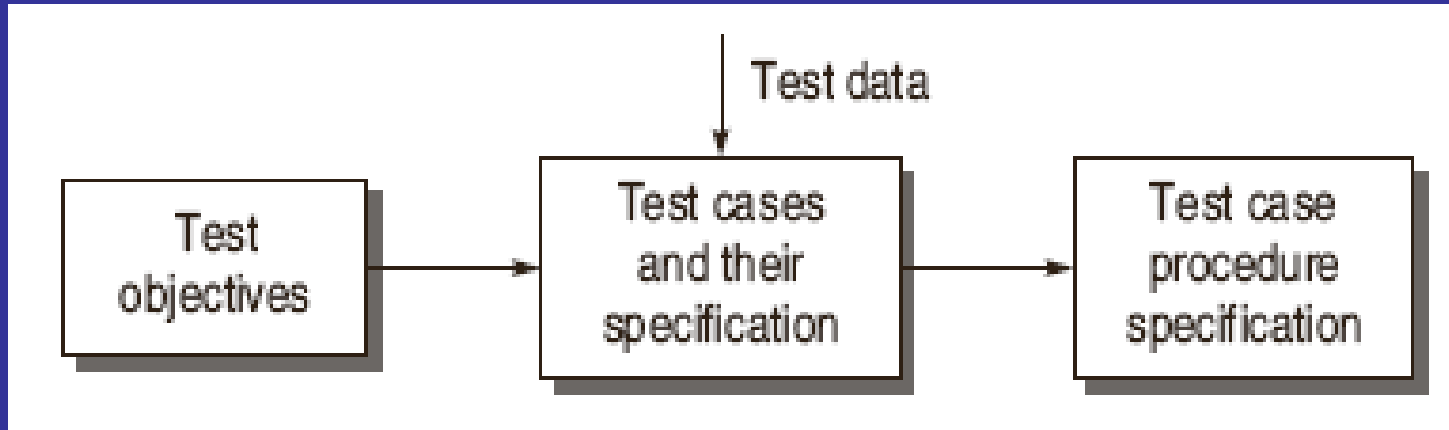 Test data
Test
objectives
Test cases
and their
specification
Test case
procedure
specification